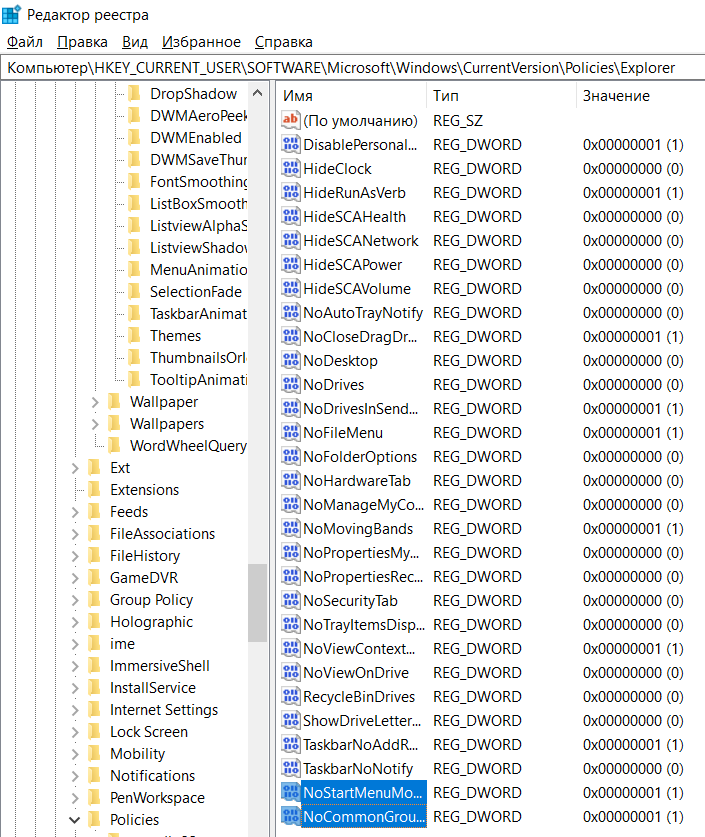 Редактор реестра
Файл Правка Вид Избранное Справка
Компьютер\HKEY_CURRENT_USER\SOFTWARE\Microsoft\Windows\CurrentVersion\Policies\Explorer
DropShadow
DWMAeroPeek
DWMEnabled
DWMSaveThur
FontSmoothing
ListBoxSmooth
ListviewAlphaS
ListviewShadov
MenuAnimatio
SelectionFade
TaskbarAnimat
Themes
ThumbnailsOrI
TooltipAnimati
Wallpaper
Wallpapers
WordWheelQuery
Ext
Extensions
Feeds
FileAssociations
FileHistory
GameDVR
Group Policy
Holographic
ime
ImmersiveShell
InstallService
Internet Settings
Lock Screen
Mobility
Notifications
PenWorkspace
Policies
Имя Тип Значение
(По умолчанию) REG_SZ
DisablePersonal... REG_DWORD 0x00000001 (1)
HideClock REG_DWORD 0x00000000 (0)
HideRunAsVerb REG_DWORD 0x00000001 (1)
HideSCAHealth REG_DWORD 0x00000000 (0)
HideSCANetwork REG_DWORD 0x00000000 (0)
HideSCAPower REG_DWORD 0x00000000 (0)
HideSCAVolume REG_DWORD 0x00000000 (0)
NoAutoTrayNotify REG_DWORD 0x00000000 (0)
NoCloseDragDr... REG_DWORD 0x00000001 (1)
NoDesktop REG_DWORD 0x00000000 (0)
NoDrives REG_DWORD 0x00000000 (0)
NoDrivesInSend... REG_DWORD 0x00000001 (1)
NoFileMenu REG_DWORD 0x00000001 (1)
NoFolderOptions REG_DWORD 0x00000000 (0)
NoHardwareTab REG_DWORD 0x00000000 (0)
NoManageMyCo... REG_DWORD 0x00000000 (0)
NoMovingBands REG_DWORD 0x00000001 (1)
NoPropertiesMy... REG_DWORD 0x00000000 (0)
NoPropertiesRec... REG_DWORD 0x00000000 (0)
NoSecurityTab REG_DWORD 0x00000000 (0)
NoTrayItemsDisp... REG_DWORD 0x00000000 (0)
NoViewContext... REG_DWORD 0x00000001 (1)
NoViewOnDrive REG_DWORD 0x00000000 (0)
RecycleBinDrives REG_DWORD 0x00000000 (0)
ShowDriveLetter... REG_DWORD 0x00000000 (0)
TaskbarNoAddR... REG_DWORD 0x00000001 (1)
TaskbarNoNotify REG_DWORD 0x00000000 (0)
NoStartMenuMo... REG_DWORD 0x00000001 (1)
NoCommonGrou... REG_DWORD 0x00000001 (1)